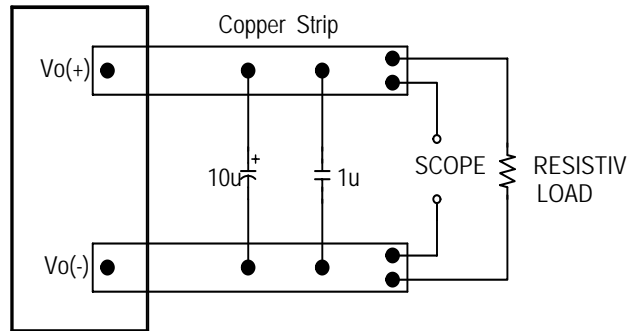 Copper Strip
Vo(+)
10u
+
1u
SCOPE
RESISTIV
LOAD
Vo(-)